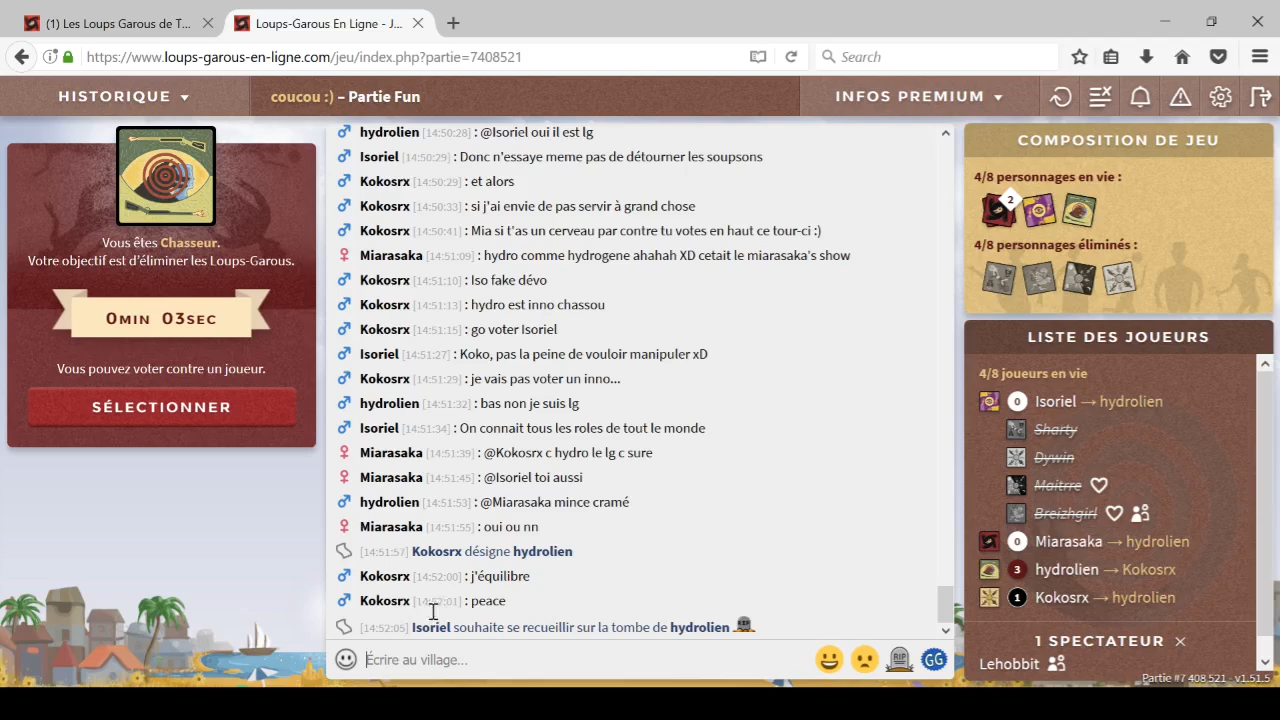 (1) Les Loups Garous de T...
Loups-Garous En Ligne - J...
https://www.loups-garous-en-ligne.com/jeu/index.php?partie=7408521
Search
HISTORIQUE
coucou :) – Partie Fun
INFOS PREMIUM
Vous êtes Chasseur.
Votre objectif est d'éliminer les Loups-Garous.
0MIN 03SEC
Vous pouvez voter contre un joueur.
SÉLECTIONNER
hydrolien [14:50:28] : @Isoriel oui il est lg
Isoriel [14:50:29] : Donc n'essaye meme pas de détourner les soupsons
Kokosrx [14:50:29] : et alors
Kokosrx [14:50:33] : si j'ai envie de pas servir à grand chose
Kokosrx [14:50:41] : Mia si t'as un cerveau par contre tu votes en haut ce tour-ci :)
Miarasaka [14:51:09] : hydro comme hydrogene ahahah XD cetait le miarasaka's show
Kokosrx [14:51:10] : Iso fake dévo
Kokosrx [14:51:13] : hydro est inno chassou
Kokosrx [14:51:15] : go voter Isoriel
Isoriel [14:51:27] : Koko, pas la peine de vouloir manipuler xD
Kokosrx [14:51:29] : je vais pas voter un inno...
hydrolien [14:51:32] : bas non je suis lg
Isoriel [14:51:34] : On connait tous les roles de tout le monde
Miarasaka [14:51:39] : @Kokosrx c hydro le lg c sure
Miarasaka [14:51:45] : @Isoriel toi aussi
hydrolien [14:51:53] : @Miarasaka mince cramé
Miarasaka [14:51:55] : oui ou nn
[14:51:57] Kokosrx désigne hydrolien
Kokosrx [14:52:00] : j'équilibre
Kokosrx [14:52:01] : peace
[14:52:05] Isoriel souhaite se recueillir sur la tombe de hydrolien
RIP
Écrire au village...
RIP
GG
COMPOSITION DE JEU
4/8 personnages en vie :
2
4/8 personnages éliminés :
LISTE DES JOUEURS
4/8 joueurs en vie
0 Isoriel → hydrolien
Sharty
Dywin
Maitrre
Breizhgirl
0 Miarasaka → hydrolien
3 hydrolien → Kokosrx
1 Kokosrx → hydrolien
1 SPECTATEUR
Lehobbit
Partie #7 408 521 - v1.51.5